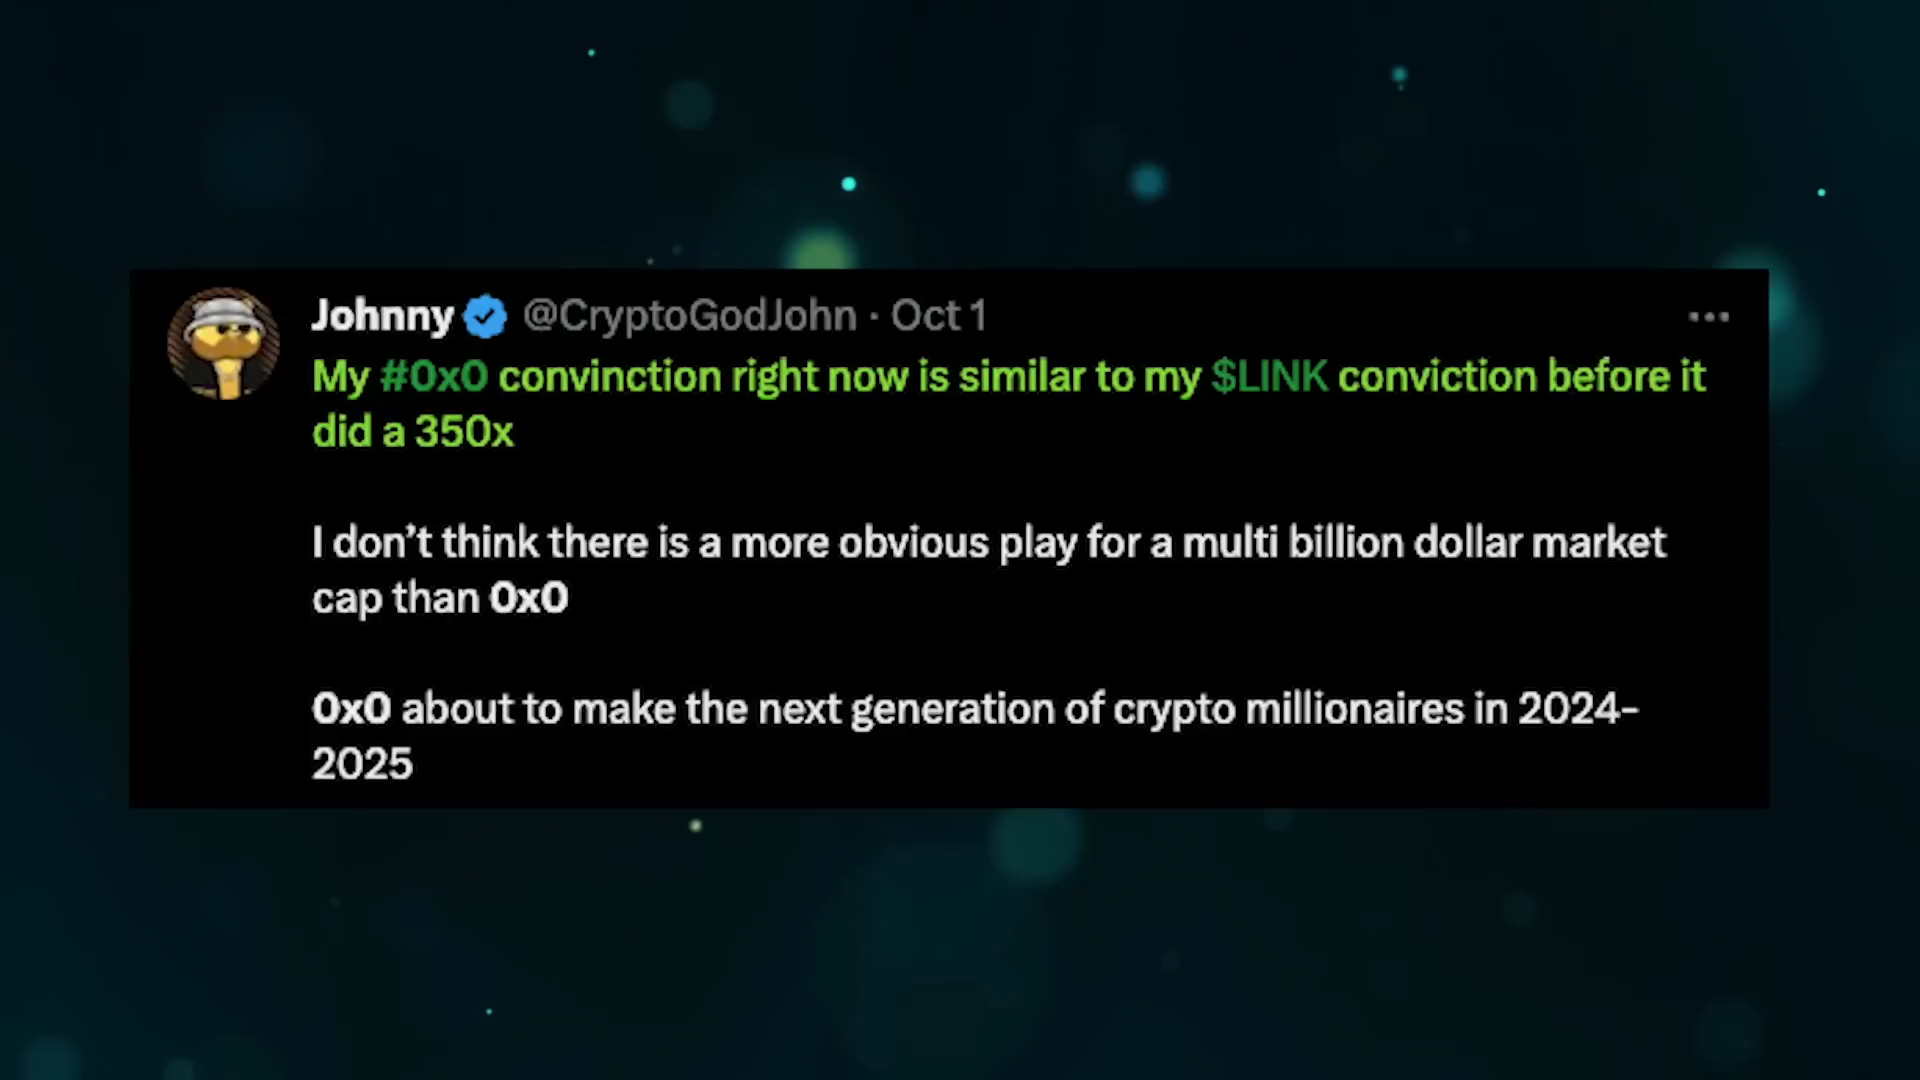 Johnny @CryptoGodJohn · Oct 1
My #0x0 convinction right now is similar to my $LINK conviction before it
did a 350x
I don’t think there is a more obvious play for a multi billion dollar market
cap than 0x0
0x0 about to make the next generation of crypto millionaires in 2024-
2025